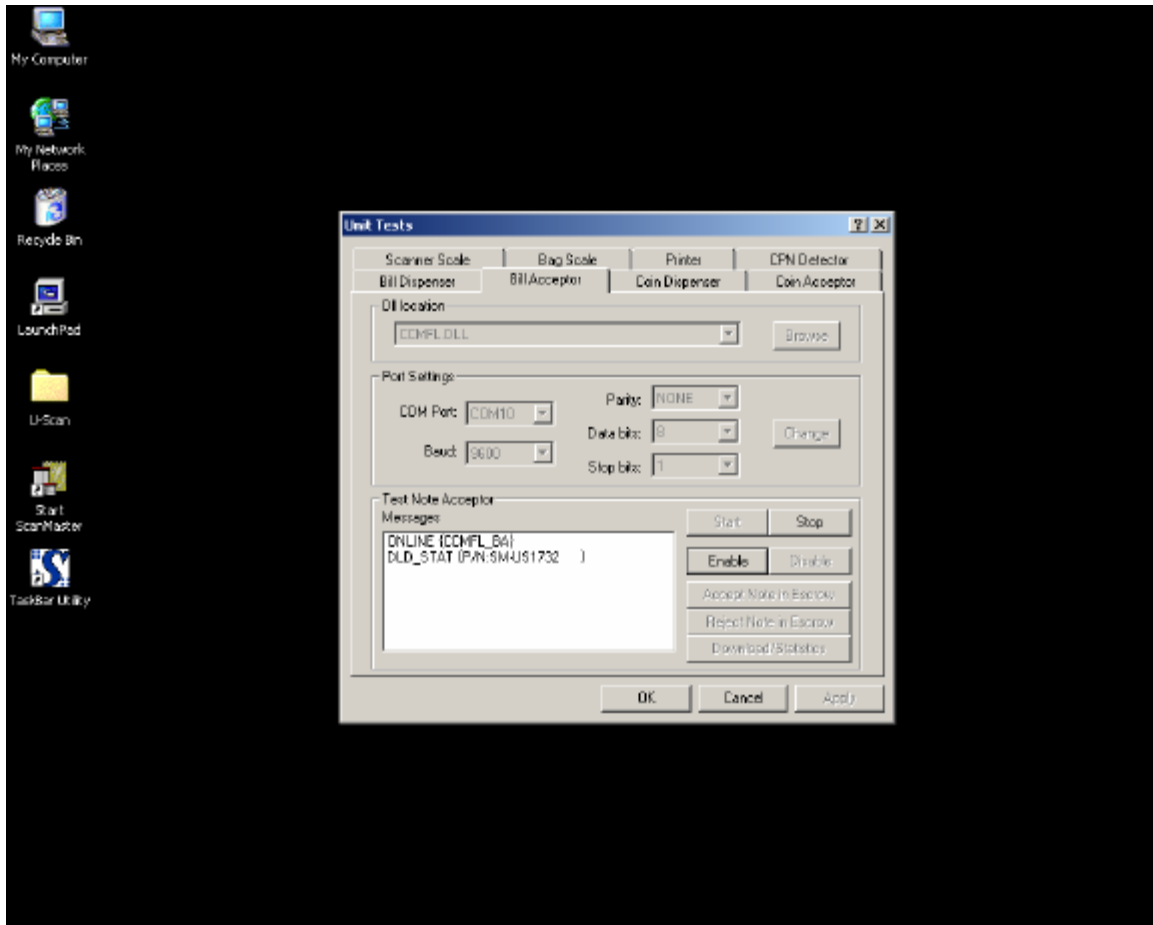 My Computer
My Network
Places
Recycle Bin
LaunchPad
U-Scan
Start
ScanMaster
TaskBar Utility
Unit Tests
Scanner Scale
Bag Scale
Printer
CPN Detector
Bill Dispenser
Bill Acceptor
Coin Dispenser
Coin Acceptor
Dll location
CCMFL.DLL
Browse
Port Settings
COM Port: COM10
Baud: 9600
Parity: NONE
Data bits: 8
Stop bits: 1
Change
Test Note Acceptor
Messages
ONLINE (CCMFL_BA)
DLD_STAT (P/N:SM-US1732 )
Start
Stop
Enable
Disable
Accept Note in Escrow
Reject Note in Escrow
Download/Statistics
OK
Cancel
Apply